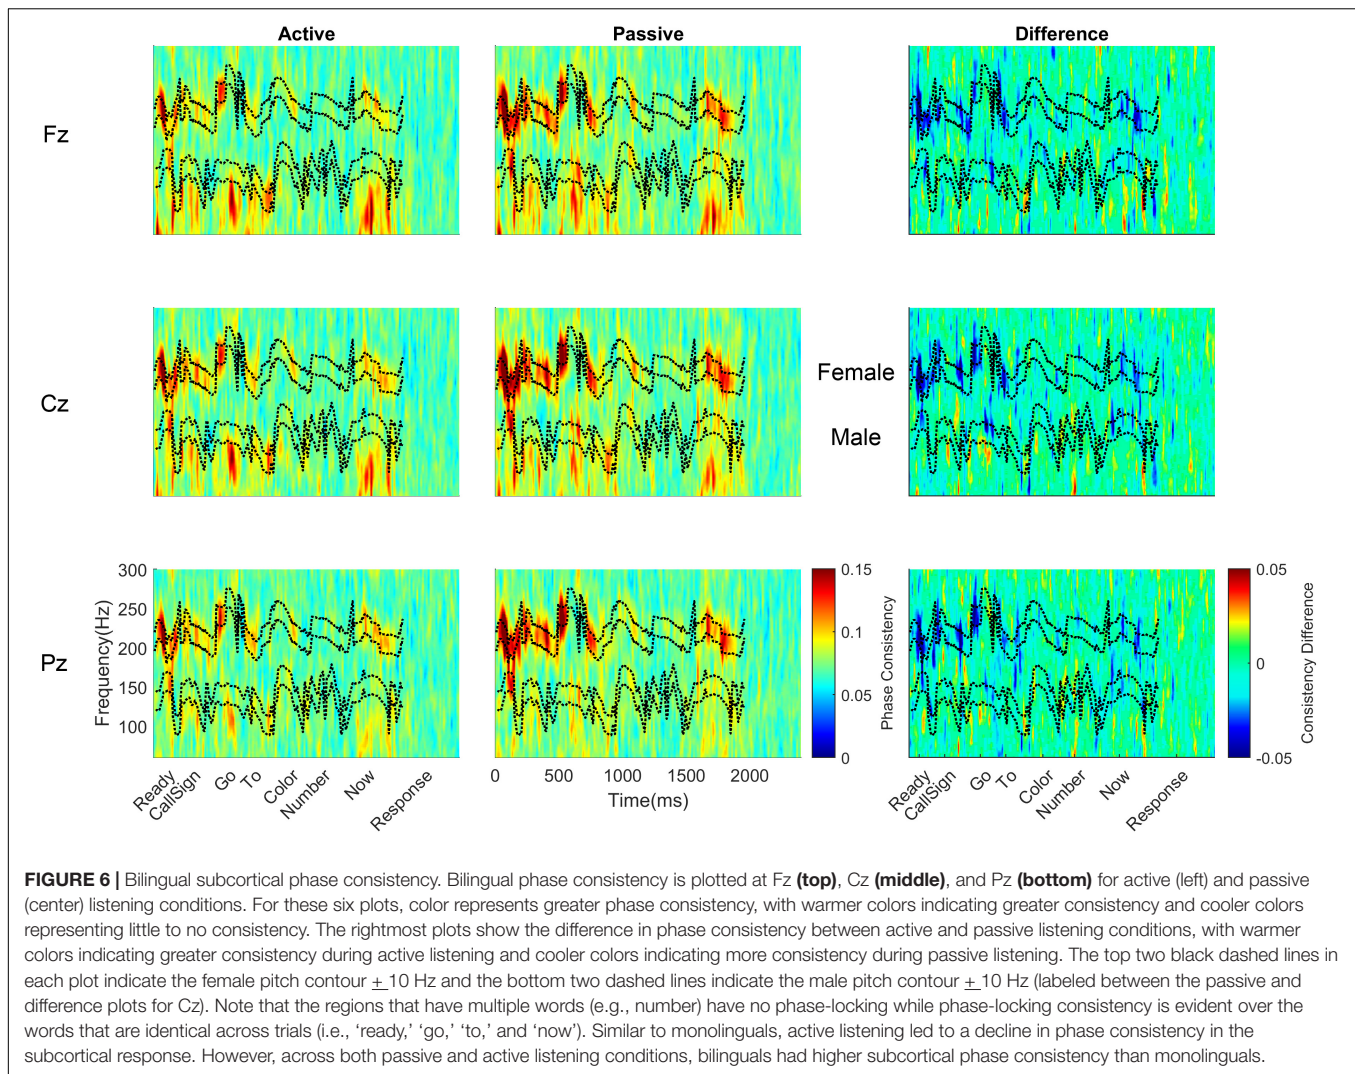 Active
Passive
Difference
Fz
Cz
Female
Male
Pz
Frequency(Hz)
300
250
200
150
100
Ready
CallSign
Go
To
Color
Number
Now
Response
0
500
1000
1500
2000
Time(ms)
0.15
0.1
0.05
0
Phase Consistency
Ready
CallSign
Go
To
Color
Number
Now
Response
0.05
0
-0.05
Consistency Difference
FIGURE 6 | Bilingual subcortical phase consistency. Bilingual phase consistency is plotted at Fz (top), Cz (middle), and Pz (bottom) for active (left) and passive
(center) listening conditions. For these six plots, color represents greater phase consistency, with warmer colors indicating greater consistency and cooler colors
representing little to no consistency. The rightmost plots show the difference in phase consistency between active and passive listening conditions, with warmer
colors indicating greater consistency during active listening and cooler colors indicating more consistency during passive listening. The top two black dashed lines in
each plot indicate the female pitch contour ± 10 Hz and the bottom two dashed lines indicate the male pitch contour ± 10 Hz (labeled between the passive and
difference plots for Cz). Note that the regions that have multiple words (e.g., number) have no phase-locking while phase-locking consistency is evident over the
words that are identical across trials (i.e., ‘ready,’ ‘go,’ ‘to,’ and ‘now’). Similar to monolinguals, active listening led to a decline in phase consistency in the
subcortical response. However, across both passive and active listening conditions, bilinguals had higher subcortical phase consistency than monolinguals.